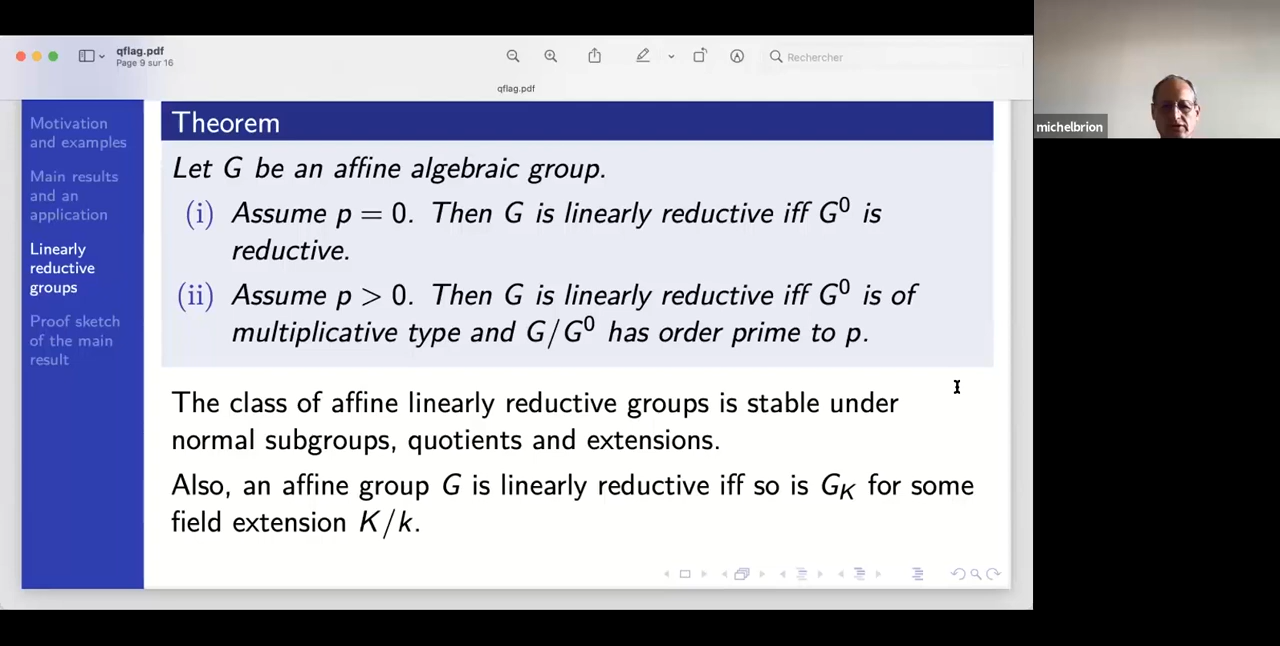 qflag.pdf
Page 9 sur 16
Rechercher
qflag.pdf
michelbrion
Motivation
and examples
Main results
and an
application
Linearly
reductive
groups
Proof sketch
of the main
result
Theorem
Let G be an affine algebraic group.
(i) Assume p = 0. Then G is linearly reductive iff G⁰ is
reductive.
(ii) Assume p > 0. Then G is linearly reductive iff G⁰ is of
multiplicative type and G/G⁰ has order prime to p.
The class of affine linearly reductive groups is stable under
normal subgroups, quotients and extensions.
Also, an affine group G is linearly reductive iff so is G_K for some
field extension K/k.